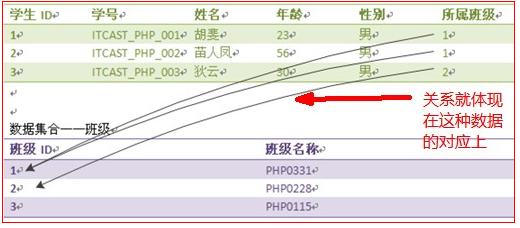 学生 ID 学号 姓名 年龄 性别 所属班级
1 ITCAST_PHP_001 胡斐 23 男 1
2 ITCAST_PHP_002 苗人凤 56 男 1
3 ITCAST_PHP_003 狄云 30 男 2
关系就体现
在这种数据
的对应上
数据集合——班级
班级 ID 班级名称
1 PHP0331
2 PHP0228
3 PHP0115